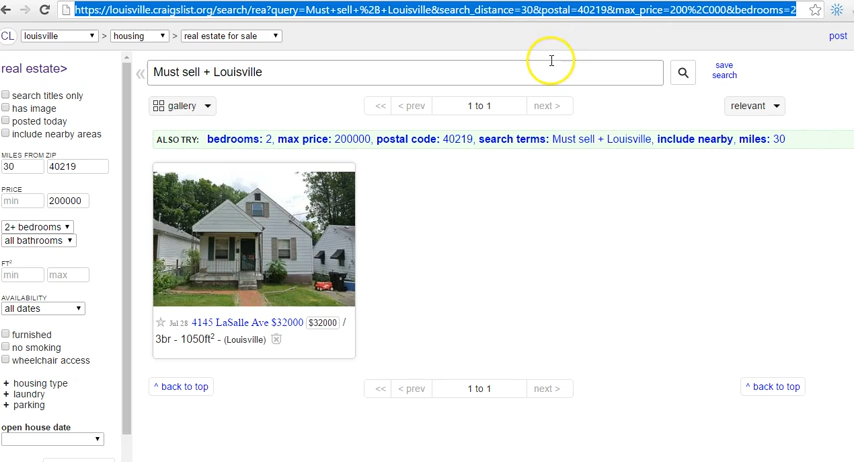 https://louisville.craigslist.org/search/rea?query=Must+sell+%2B+Louisville&search_distance=30&postal=40219&max_price=200%2C000&bedrooms=2
CL louisville > housing > real estate for sale post
real estate>
Must sell + Louisville
save search
search titles only
has image
posted today
include nearby areas
gallery << < prev 1 to 1 next > relevant
ALSO TRY: bedrooms: 2, max price: 200000, postal code: 40219, search terms: Must sell + Louisville, include nearby, miles: 30
MILES FROM ZIP
30 40219
PRICE
min 200000
2+ bedrooms
all bathrooms
FT²
min max
AVAILABILITY
all dates
furnished
no smoking
wheelchair access
+ housing type
+ laundry
+ parking
open house date
Jul 28 4145 LaSalle Ave $32000 $32000 /
3br - 1050ft² - (Louisville)
^ back to top << < prev 1 to 1 next > ^ back to top